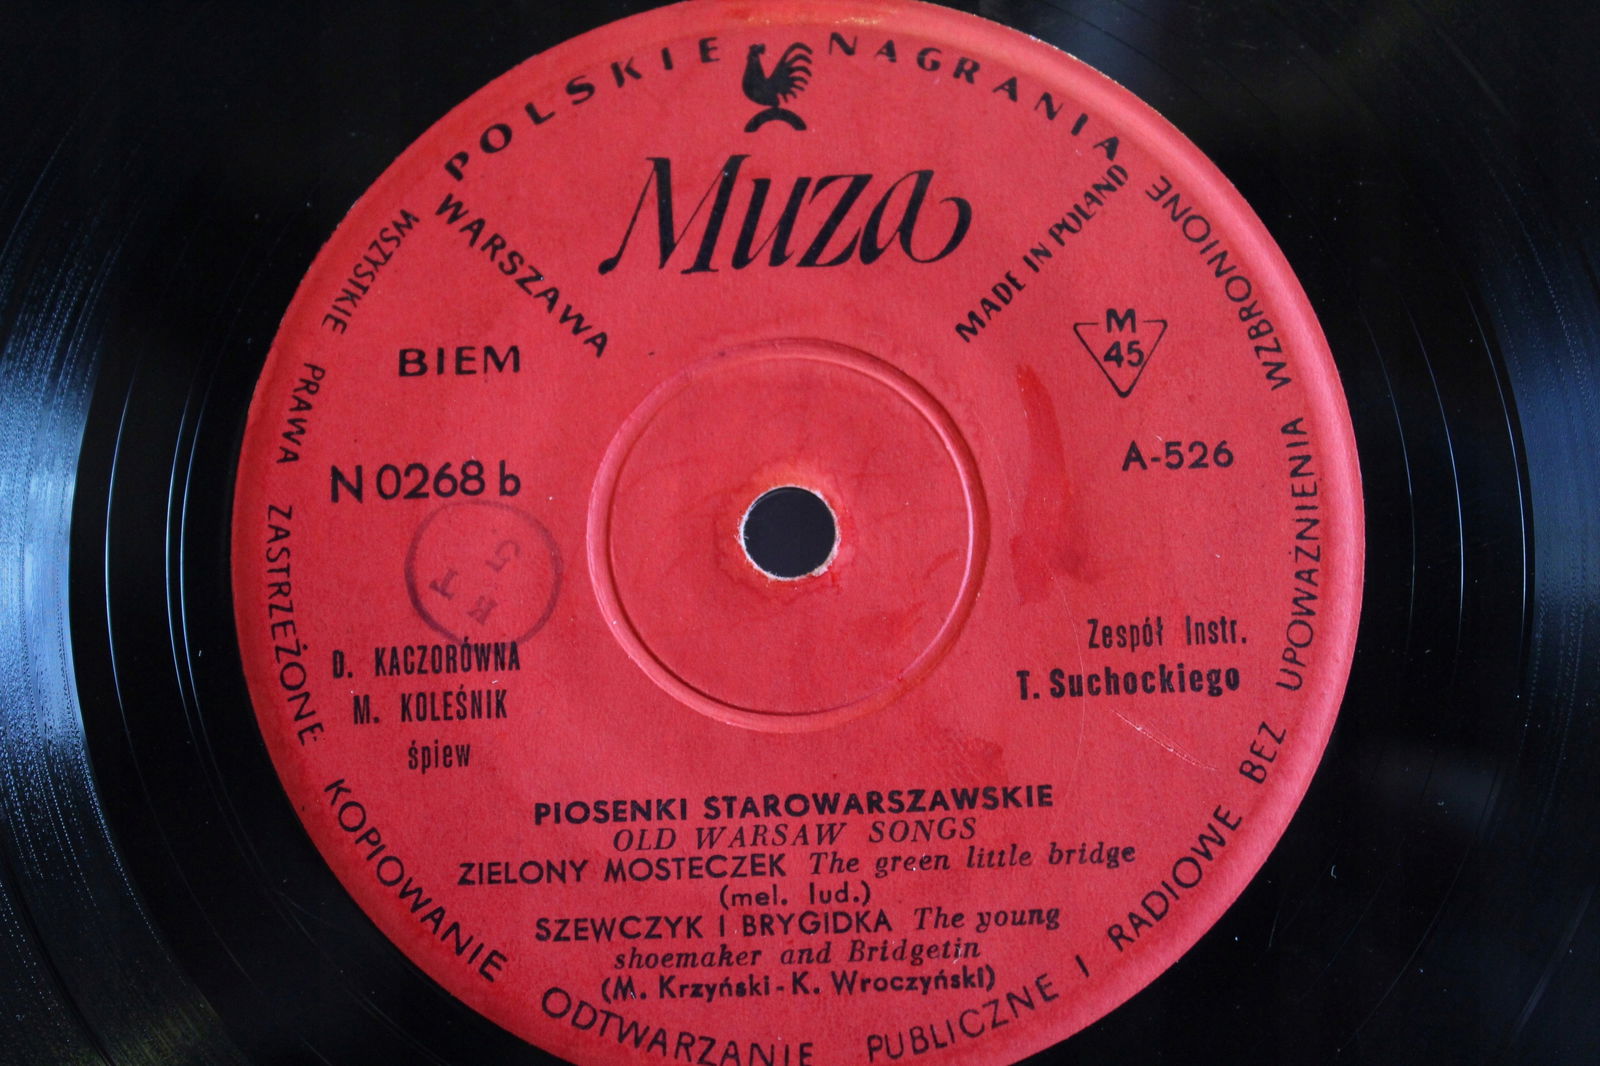 POLSKIE NAGRANIA
Muza
WARSZAWA
MADE IN POLAND
BIEM
M
45
N 0268 b
A-526
KT
5
D. KACZORÓWNA
M. KOLEŚNIK
śpiew
Zespół Instr.
T. Suchockiego
PIOSENKI STAROWARSZAWSKIE
OLD WARSAW SONGS
ZIELONY MOSTECZEK The green little bridge
(mel. lud.)
SZEWCZYK I BRYGIDKA The young
shoemaker and Bridgetin
(M. Krzyński - K. Wroczyński)
WSZYSTKIE PRAWA ZASTRZEŻONE KOPIOWANIE ODTWARZANIE PUBLICZNE I RADIOWE BEZ UPOWAŻNIENIA WZBRONIONE